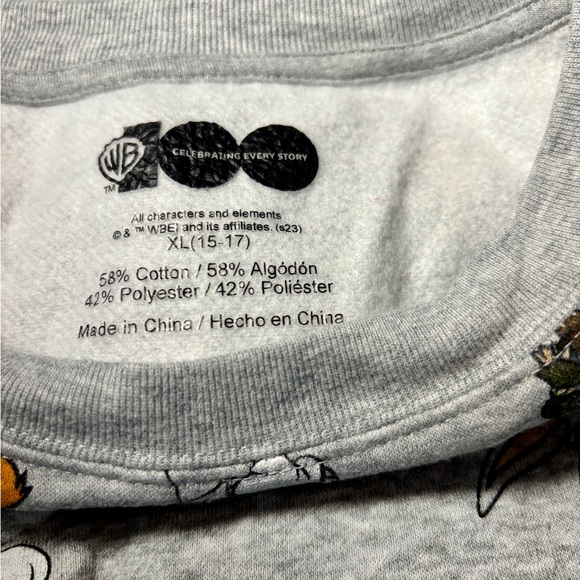 WB
CELEBRATING EVERY STORY
TM
All characters and elements
© & ™ WBEI and its affiliates. (s23)
XL(15-17)
58% Cotton / 58% Algódón
42% Polyester / 42% Poliéster
Made in China / Hecho en China